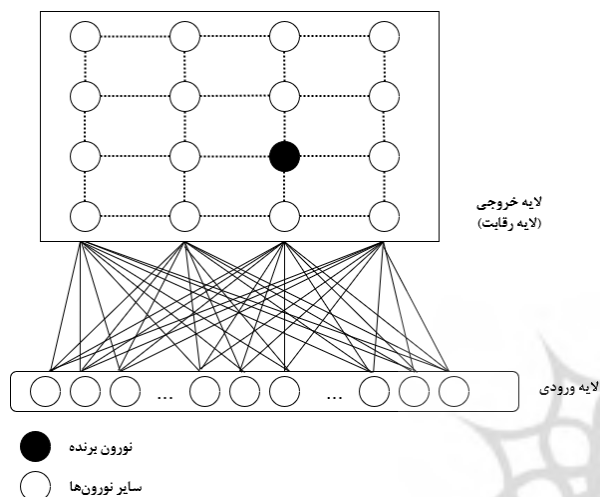 لایه خروجی
(لایه رقابت)
لایه ورودی
... ...
نورون برنده
سایر نورون‌ها